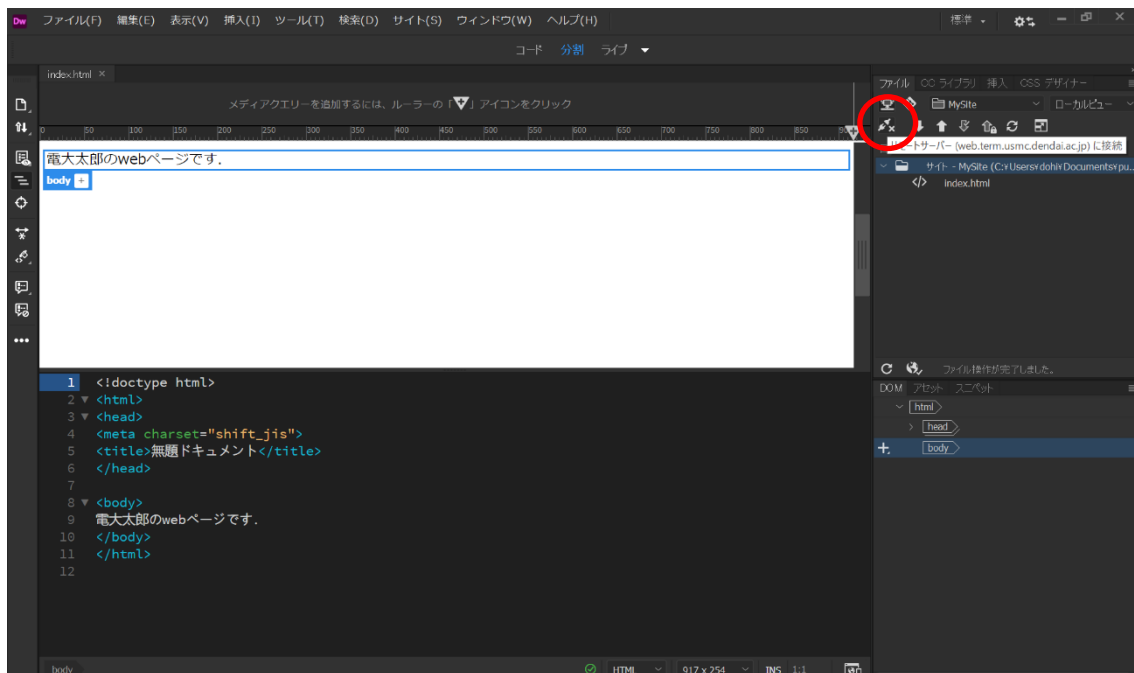 Dw ファイル(F) 編集(E) 表示(V) 挿入(I) ツール(T) 検索(D) サイト(S) ウィンドウ(W) ヘルプ(H) 標準
コード 分割 ライブ
index.html ×
メディアクエリーを追加するには、ルーラーの「」アイコンをクリック
0 50 100 150 200 250 300 350 400 450 500 550 600 650 700 750 800 850
電大太郎のwebページです.
body +
1 <!doctype html>
2 <html>
3 <head>
4 <meta charset="shift_jis">
5 <title>無題ドキュメント</title>
6 </head>
7
8 <body>
9 電大太郎のwebページです.
10 </body>
11 </html>
12
body HTML 917 x 254 INS 1:1
ファイル CC ライブラリ 挿入 CSS デザイナー
MySite ローカルビュー
トサーバー (web.term.usmc.dendai.ac.jp) に接続
サイト - MySite (C:¥Users¥dohi¥Documents¥pu...
</> index.html
ファイル操作が完了しました。
DOM アセット スニペット
html
head
body